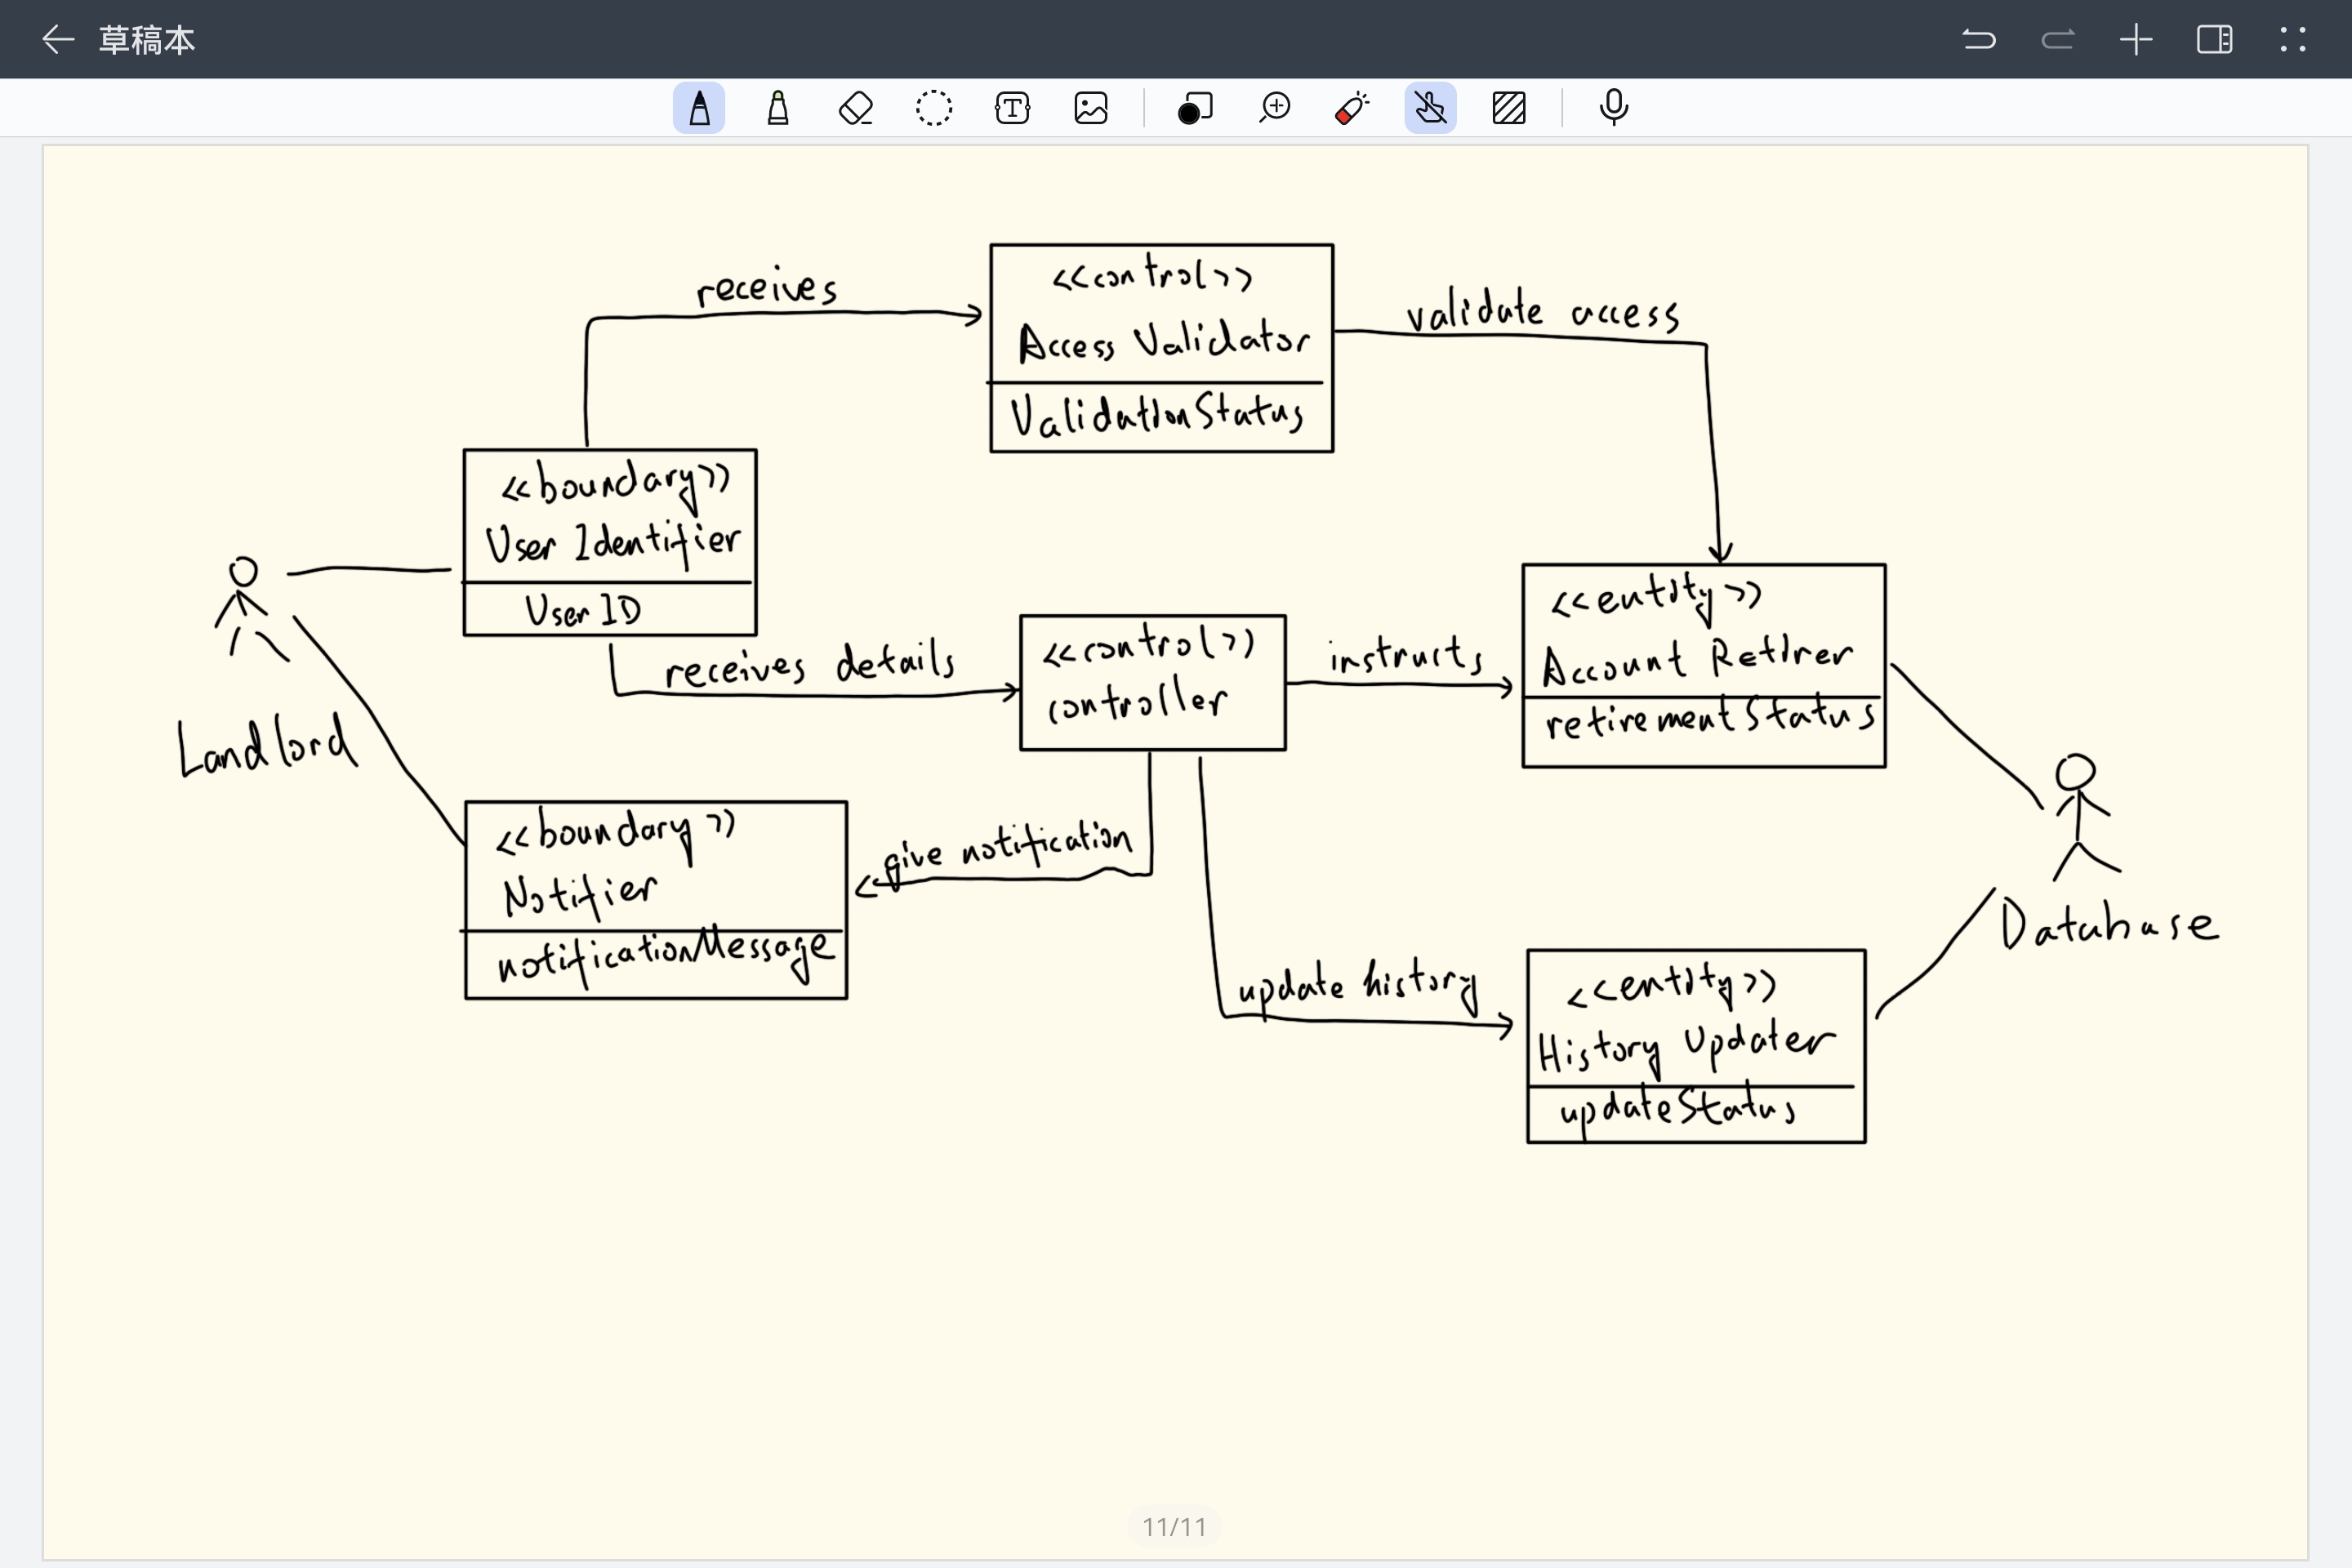 草稿本
receives
<<control>>
Access Validator
ValidationStatus
validate access
<<boundary>>
User Identifier
User ID
Landlord
receives details
<<control>>
controller
instructs
<<entity>>
Account Retirer
retirementStatus
<<boundary>>
Notifier
notificationMessage
give notification
update history
Database
<<entity>>
History Updater
updateStatus
11/11